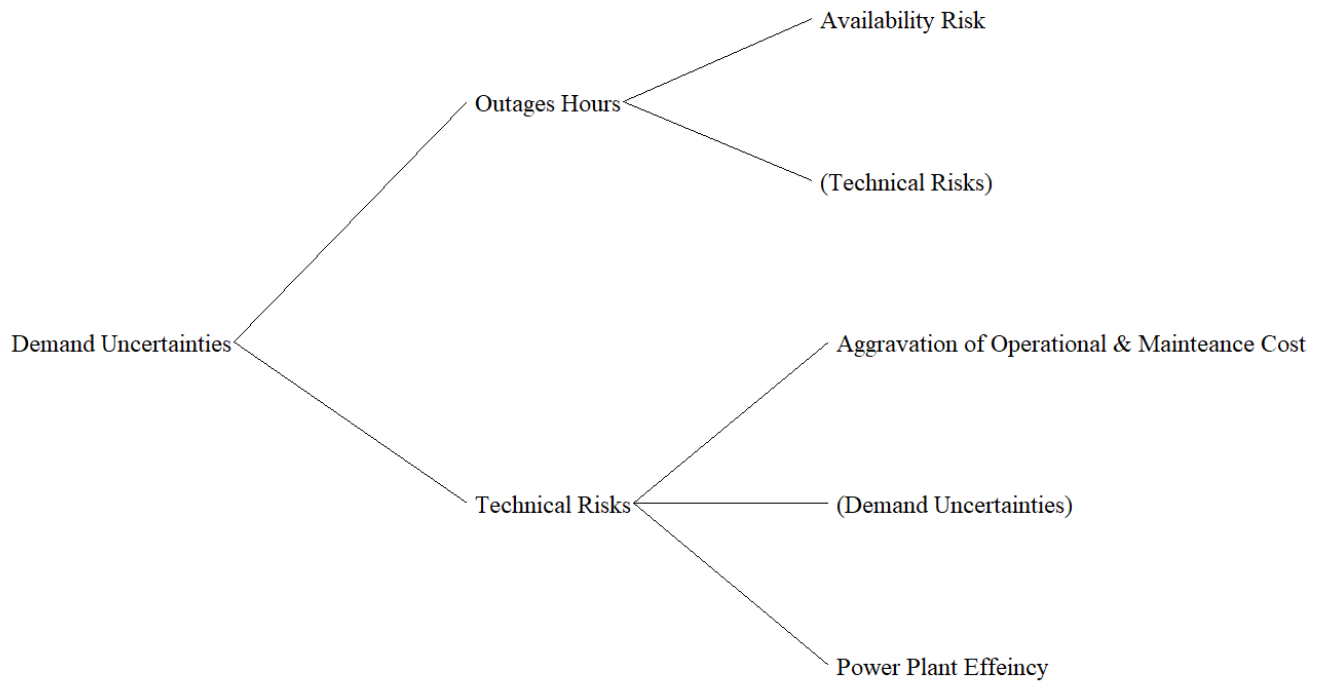 Availability Risk
Outages Hours
(Technical Risks)
Demand Uncertainties
Aggravation of Operational & Mainteance Cost
Technical Risks
(Demand Uncertainties)
Power Plant Effeincy